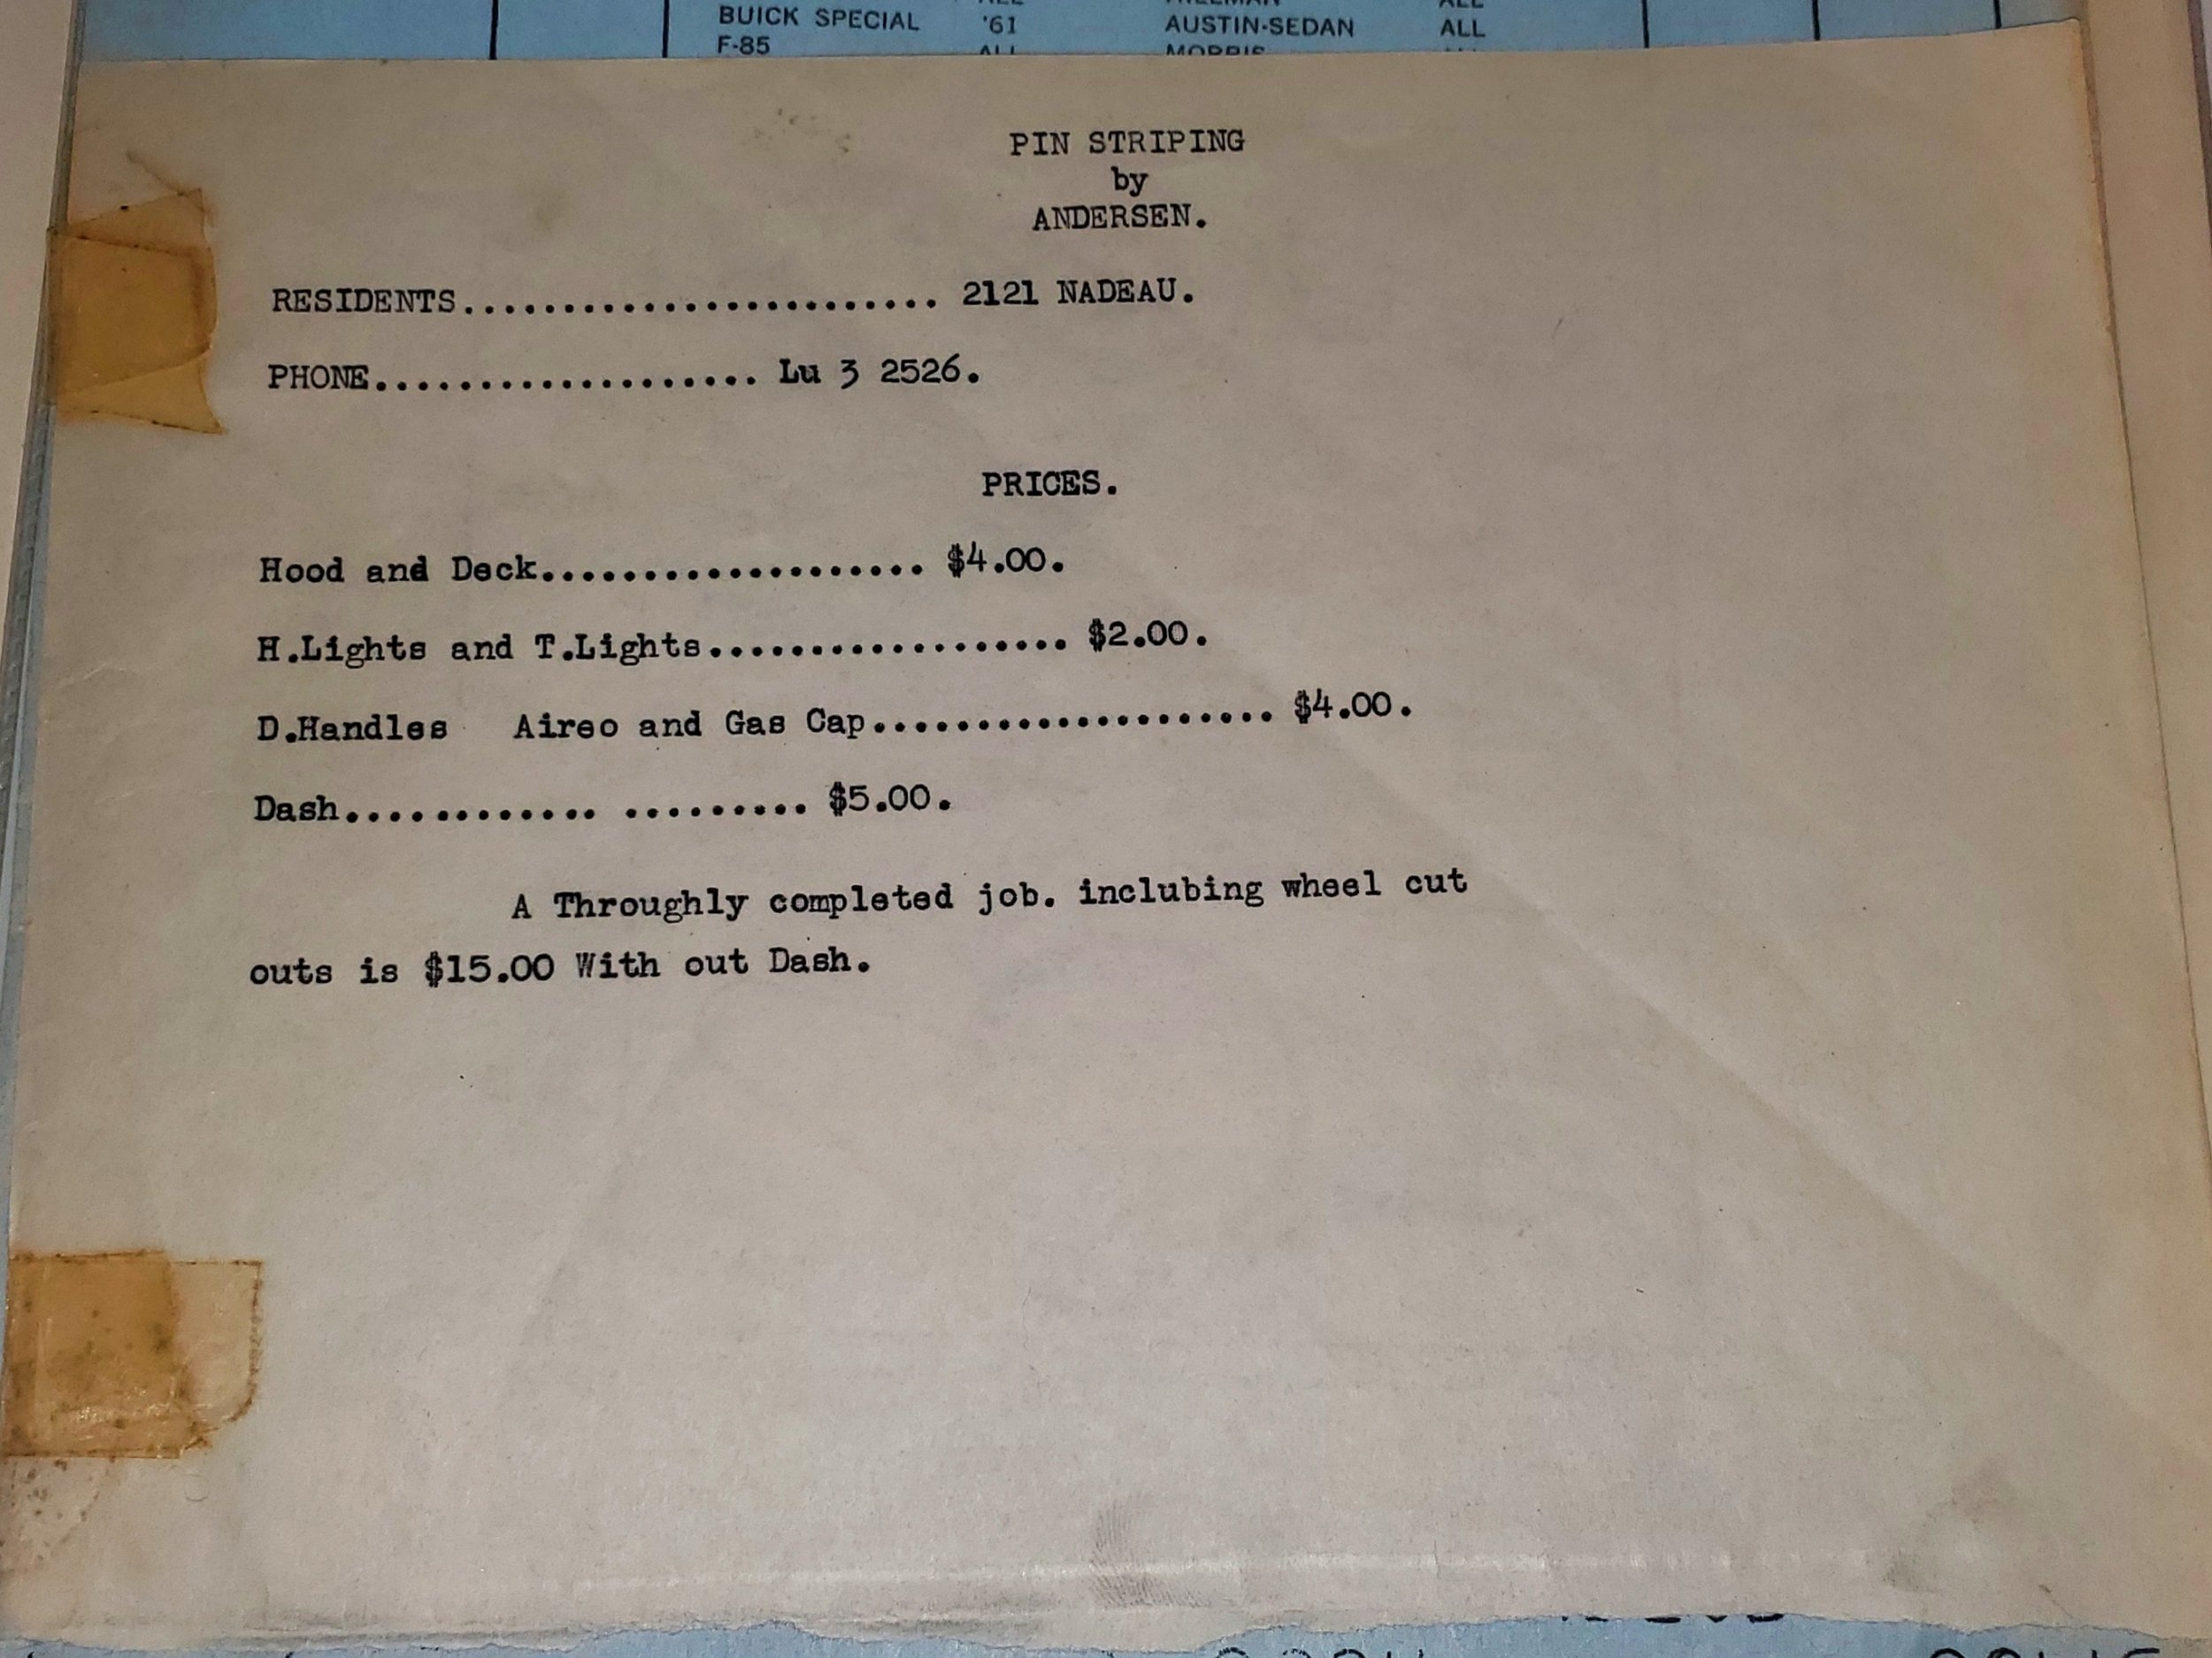 BUICK SPECIAL '61 AUSTIN-SEDAN ALL
F-85 ALL MORRIS
PIN STRIPING
by
ANDERSEN.
RESIDENTS....................... 2121 NADEAU.
PHONE................... Lu 3 2526.
PRICES.
Hood and Deck................... $4.00.
H.Lights and T.Lights.................. $2.00.
D.Handles Aireo and Gas Cap.................... $4.00.
Dash............ ......... $5.00.
A Throughly completed job. inclubing wheel cut
outs is $15.00 With out Dash.